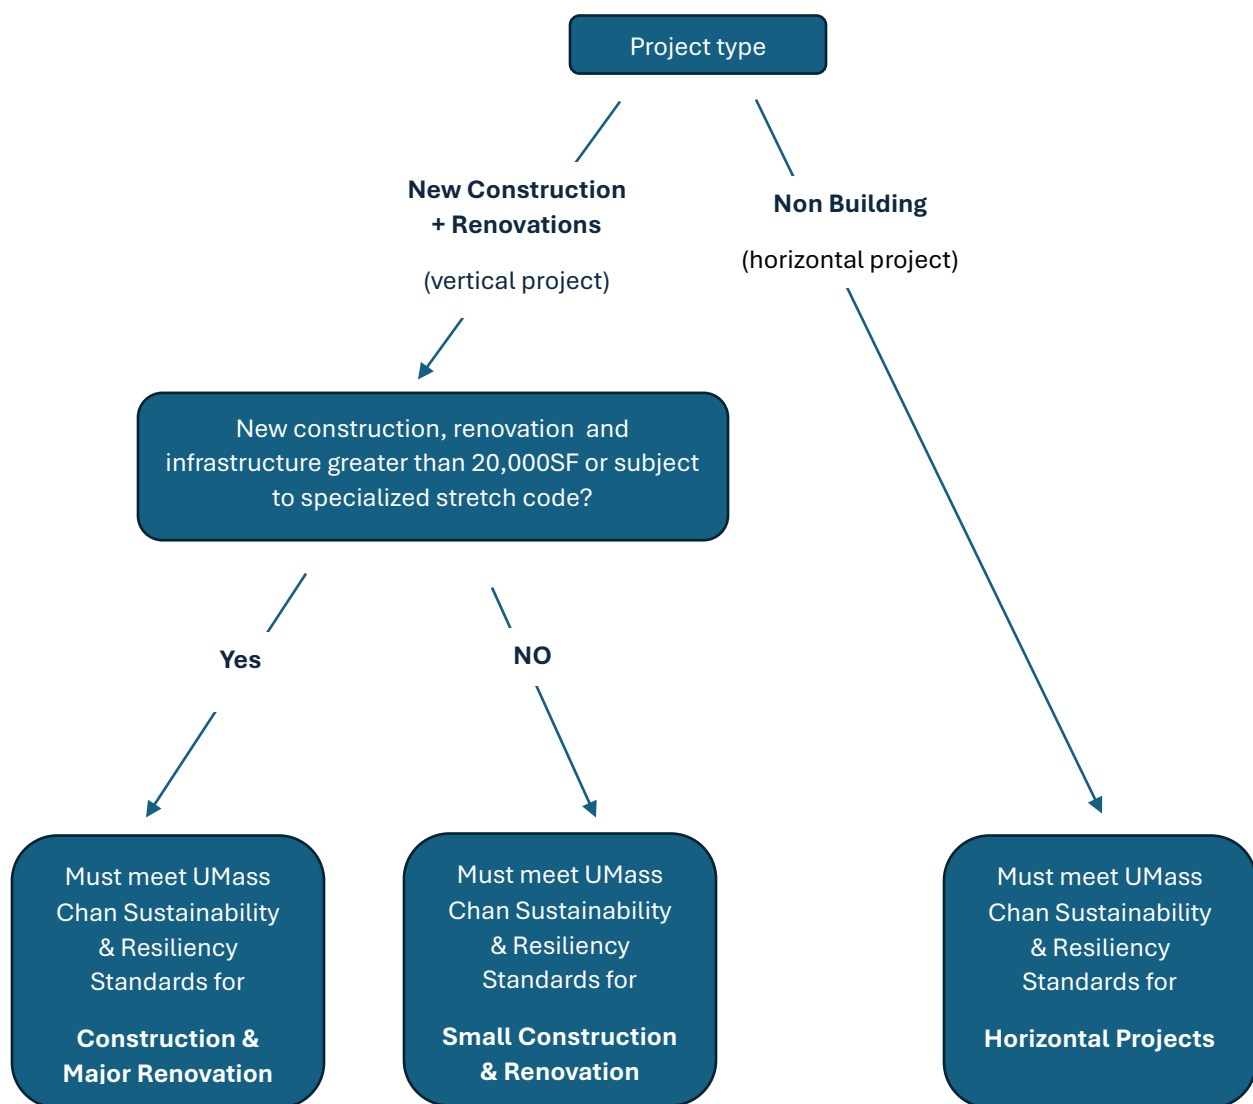 Project type
New Construction
+ Renovations
(vertical project)
Non Building
(horizontal project)
New construction, renovation and
infrastructure greater than 20,000SF or subject
to specialized stretch code?
Yes
NO
Must meet UMass
Chan Sustainability
& Resiliency
Standards for
Construction &
Major Renovation
Must meet UMass
Chan Sustainability
& Resiliency
Standards for
Small Construction
& Renovation
Must meet UMass
Chan Sustainability
& Resiliency
Standards for
Horizontal Projects